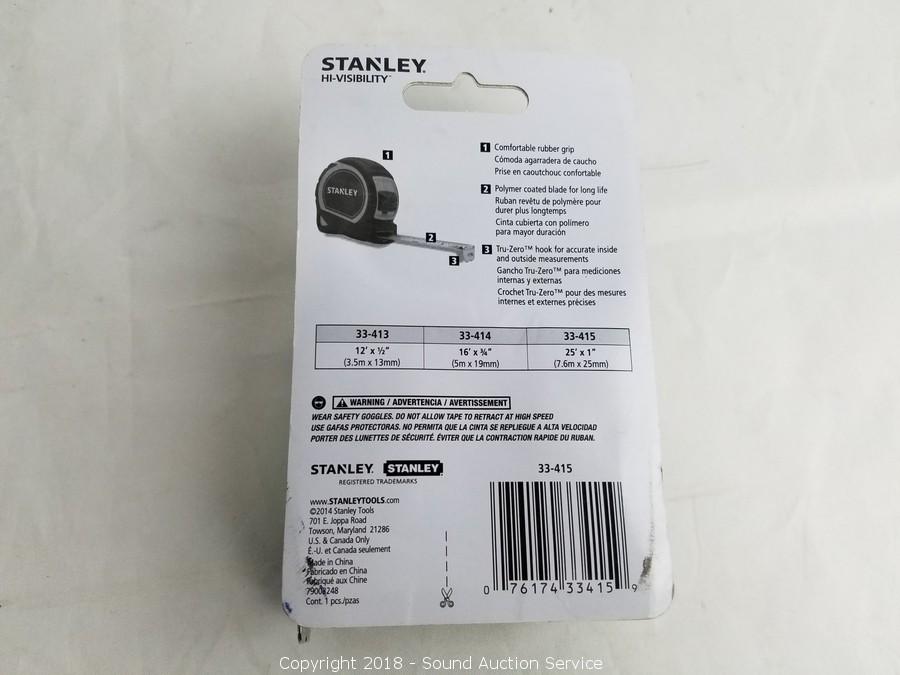 STANLEY®
HI-VISIBILITY™
1
STANLEY
2
3
1 Comfortable rubber grip
Cómoda agarradera de caucho
Prise en caoutchouc confortable
2 Polymer coated blade for long life
Ruban revêtu de polymère pour
durer plus longtemps
Cinta cubierta con polímero
para mayor duración
3 Tru-Zero™ hook for accurate inside
and outside measurements
Gancho Tru-Zero™ para mediciones
internas y externas
Crochet Tru-Zero™ pour des mesures
internes et externes précises
33-413 33-414 33-415
12' x ½" 16' x ¾" 25' x 1"
(3.5m x 13mm) (5m x 19mm) (7.6m x 25mm)
WARNING / ADVERTENCIA / AVERTISSEMENT
WEAR SAFETY GOGGLES. DO NOT ALLOW TAPE TO RETRACT AT HIGH SPEED
USE GAFAS PROTECTORAS. NO PERMITA QUE LA CINTA SE REPLIEGUE A ALTA VELOCIDAD
PORTER DES LUNETTES DE SÉCURITÉ. ÉVITER QUE LA CONTRACTION RAPIDE DU RUBAN.
STANLEY. STANLEY
REGISTERED TRADEMARKS
www.STANLEYTOOLS.com
©2014 Stanley Tools
701 E. Joppa Road
Towson, Maryland 21286
U.S. & Canada Only
É.-U. et Canada seulement
Made in China
Fabricado en China
Fabriqué aux Chine
79003248
Cont. 1 pcs./pzas
33-415
0 76174 33415 9
Copyright 2018 - Sound Auction Service